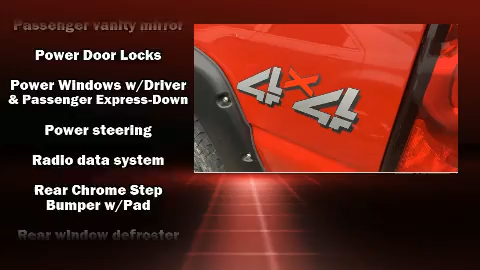 Passenger vanity mirror
Power Door Locks
Power Windows w/Driver
& Passenger Express-Down
Power steering
Radio data system
Rear Chrome Step
Bumper w/Pad
Rear window defroster
4x4